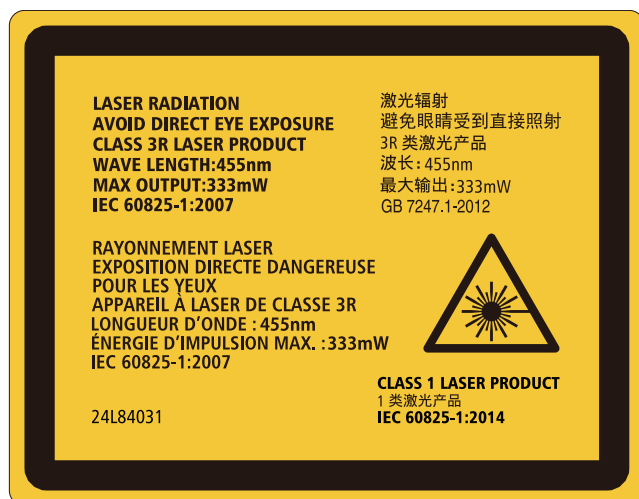 LASER RADIATION
AVOID DIRECT EYE EXPOSURE
CLASS 3R LASER PRODUCT
WAVE LENGTH:455nm
MAX OUTPUT:333mW
IEC 60825-1:2007
激光辐射
避免眼睛受到直接照射
3R 类激光产品
波长: 455nm
最大输出:333mW
GB 7247.1-2012
RAYONNEMENT LASER
EXPOSITION DIRECTE DANGEREUSE
POUR LES YEUX
APPAREIL À LASER DE CLASSE 3R
LONGUEUR D'ONDE : 455nm
ÉNERGIE D'IMPULSION MAX. :333mW
IEC 60825-1:2007
24L84031
CLASS 1 LASER PRODUCT
1 类激光产品
IEC 60825-1:2014